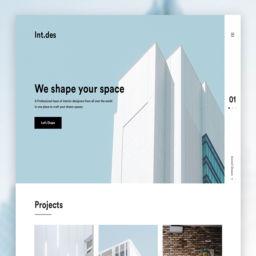 Int.des
We shape your space
A Professional team of interior designers from all over the world
in one place to craft your dream spaces
Let's Shape
01
Projects